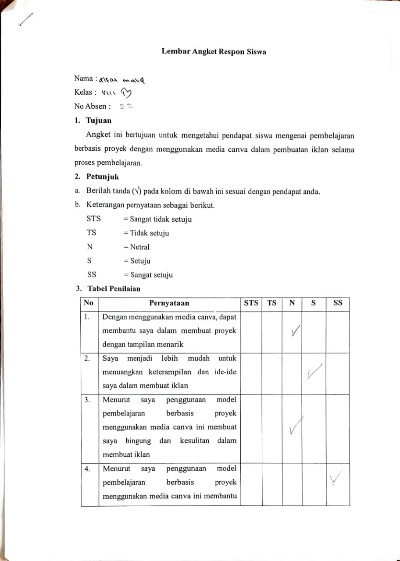 Lembar Angket Respon Siswa
Nama :
Kelas : VIII
No Absen : 22
1. Tujuan
Angket ini bertujuan untuk mengetahui pendapat siswa mengenai pembelajaran
berbasis proyek dengan menggunakan media canva dalam pembuatan iklan selama
proses pembelajaran.
2. Petunjuk
a. Berilah tanda (√) pada kolom di bawah ini sesuai dengan pendapat anda.
b. Keterangan pernyataan sebagai berikut.
STS = Sangat tidak setuju
TS = Tidak setuju
N = Netral
S = Setuju
SS = Sangat setuju
3. Tabel Penilaian
No Pernyataan STS TS N S SS
1. Dengan menggunakan media canva, dapat
membantu saya dalam membuat proyek
dengan tampilan menarik
2. Saya menjadi lebih mudah untuk
menuangkan keterampilan dan ide-ide
saya dalam membuat iklan
3. Menurut saya penggunaan model
pembelajaran berbasis proyek
menggunakan media canva ini membuat
saya bingung dan kesulitan dalam
membuat iklan
4. Menurut saya penggunaan model
pembelajaran berbasis proyek
menggunakan media canva ini membantu